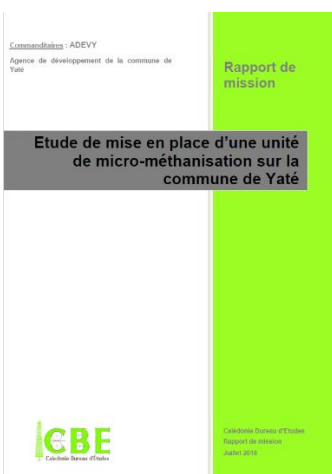 Commanditaires : ADEVY
Agence de développement de la commune de
Yaté
Rapport de
mission
Etude de mise en place d'une unité
de micro-méthanisation sur la
commune de Yaté
CBE
Calédonie Bureau d'Etudes
Calédonie Bureau d'Etudes
Rapport de mission
Juillet 2018